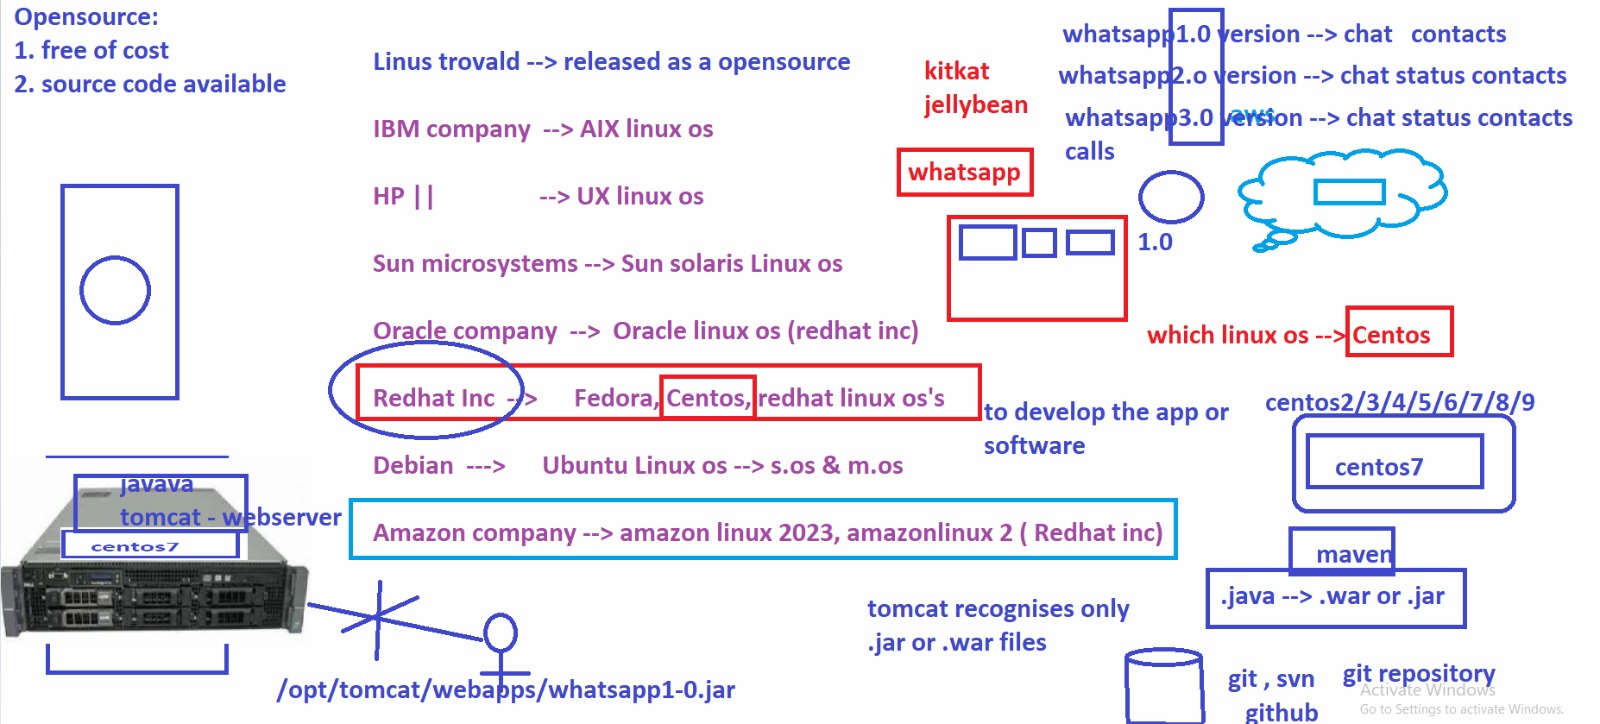 Opensource:
1. free of cost
2. source code available
Linus trovald --> released as a opensource
IBM company --> AIX linux os
HP || --> UX linux os
Sun microsystems --> Sun solaris Linux os
Oracle company --> Oracle linux os (redhat inc)
Redhat Inc --> Fedora, Centos, redhat linux os's
Debian ---> Ubuntu Linux os --> s.os & m.os
Amazon company --> amazon linux 2023, amazonlinux 2 ( Redhat inc)
kitkat
jellybean
whatsapp
whatsapp1.0 version --> chat contacts
whatsapp2.o version --> chat status contacts
whatsapp3.0 version --> chat status contacts
calls
aws
1.0
which linux os --> Centos
to develop the app or
software
centos2/3/4/5/6/7/8/9
centos7
maven
.java --> .war or .jar
javava
tomcat - webserver
centos7
/opt/tomcat/webapps/whatsapp1-0.jar
tomcat recognises only
.jar or .war files
git , svn
github
git repository
Activate Windows
Go to Settings to activate Windows.